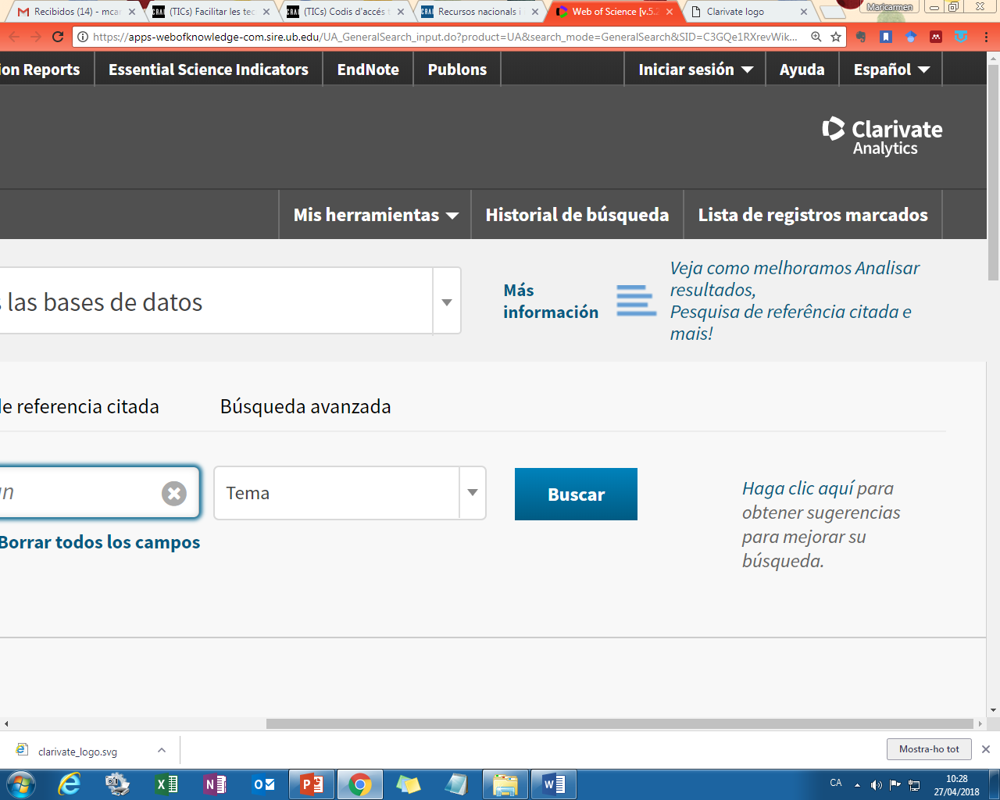 Recibidos (14) - mcar
(TICs) Facilitar les tec
(TICs) Codis d'accés t
Recursos nacionals i
Web of Science [v.5.2
Clarivate logo
Maricarmen
https://apps-webofknowledge-com.sire.ub.edu/UA_GeneralSearch_input.do?product=UA&search_mode=GeneralSearch&SID=C3GQe1RXrevWik...
ion Reports
Essential Science Indicators
EndNote
Publons
Iniciar sesión
Ayuda
Español
Clarivate
Analytics
Mis herramientas
Historial de búsqueda
Lista de registros marcados
s las bases de datos
Más
información
Veja como melhoramos Analisar
resultados,
Pesquisa de referência citada e
mais!
de referencia citada
Búsqueda avanzada
Tema
Buscar
Haga clic aquí para
obtener sugerencias
para mejorar su
búsqueda.
Borrar todos los campos
clarivate_logo.svg
Mostra-ho tot
CA
10:28
27/04/2018